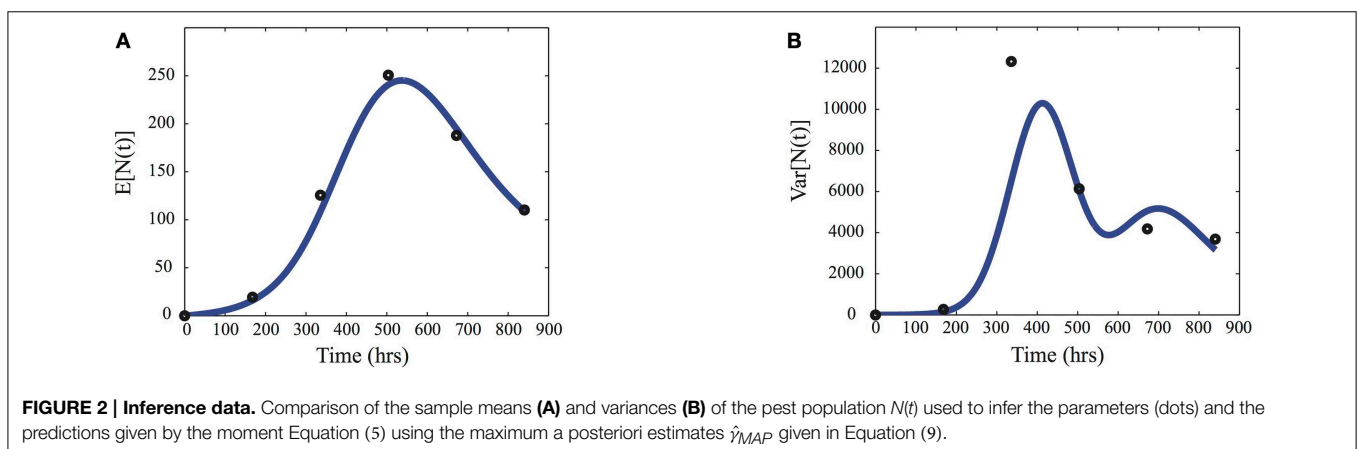 A
E[N(t)]
250
200
150
100
50
0
0 100 200 300 400 500 600 700 800 900
Time (hrs)
B
Var[N(t)]
12000
10000
8000
6000
4000
2000
0
0 100 200 300 400 500 600 700 800 900
Time (hrs)
FIGURE 2 | Inference data. Comparison of the sample means (A) and variances (B) of the pest population N(t) used to infer the parameters (dots) and the
predictions given by the moment Equation (5) using the maximum a posteriori estimates γ̂MAP given in Equation (9).